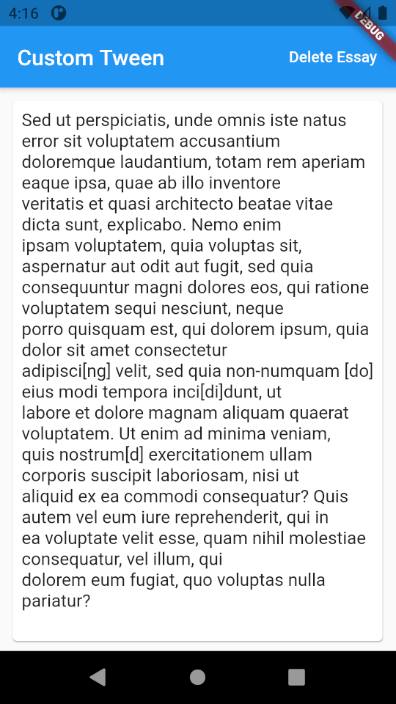 4:16
DEBUG
Custom Tween
Delete Essay
Sed ut perspiciatis, unde omnis iste natus
error sit voluptatem accusantium
doloremque laudantium, totam rem aperiam
eaque ipsa, quae ab illo inventore
veritatis et quasi architecto beatae vitae
dicta sunt, explicabo. Nemo enim
ipsam voluptatem, quia voluptas sit,
aspernatur aut odit aut fugit, sed quia
consequuntur magni dolores eos, qui ratione
voluptatem sequi nesciunt, neque
porro quisquam est, qui dolorem ipsum, quia
dolor sit amet consectetur
adipisci[ng] velit, sed quia non-numquam [do]
eius modi tempora inci[di]dunt, ut
labore et dolore magnam aliquam quaerat
voluptatem. Ut enim ad minima veniam,
quis nostrum[d] exercitationem ullam
corporis suscipit laboriosam, nisi ut
aliquid ex ea commodi consequatur? Quis
autem vel eum iure reprehenderit, qui in
ea voluptate velit esse, quam nihil molestiae
consequatur, vel illum, qui
dolorem eum fugiat, quo voluptas nulla
pariatur?